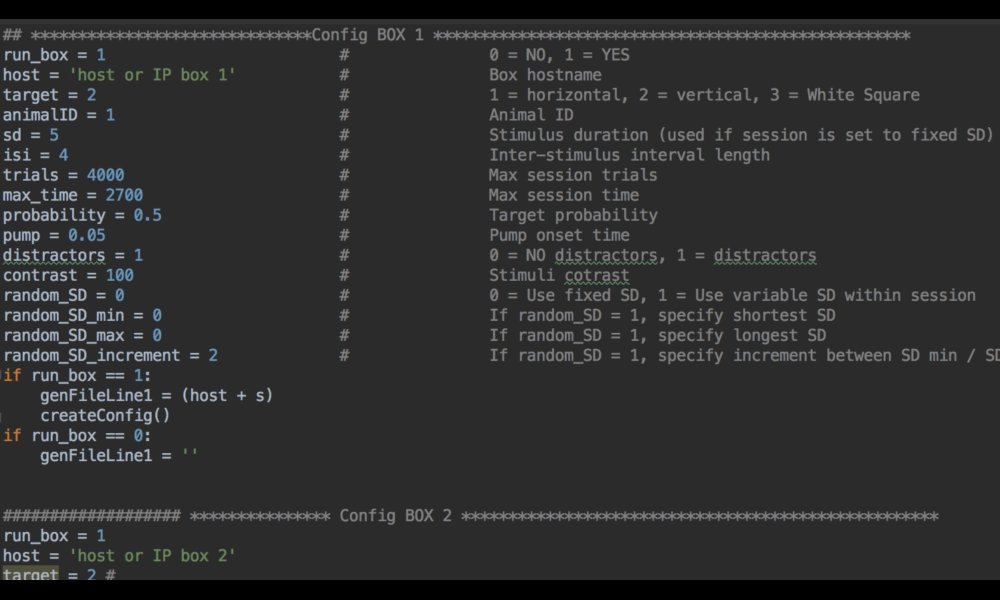 ## ******************************Config BOX 1 ***************************************************
run_box = 1 # 0 = NO, 1 = YES
host = 'host or IP box 1' # Box hostname
target = 2 # 1 = horizontal, 2 = vertical, 3 = White Square
animalID = 1 # Animal ID
sd = 5 # Stimulus duration (used if session is set to fixed SD)
isi = 4 # Inter-stimulus interval length
trials = 4000 # Max session trials
max_time = 2700 # Max session time
probability = 0.5 # Target probability
pump = 0.05 # Pump onset time
distractors = 1 # 0 = NO distractors, 1 = distractors
contrast = 100 # Stimuli cotrast
random_SD = 0 # 0 = Use fixed SD, 1 = Use variable SD within session
random_SD_min = 0 # If random_SD = 1, specify shortest SD
random_SD_max = 0 # If random_SD = 1, specify longest SD
random_SD_increment = 2 # If random_SD = 1, specify increment between SD min / SD
if run_box == 1:
genFileLine1 = (host + s)
createConfig()
if run_box == 0:
genFileLine1 = ''
################### *************** Config BOX 2 ***************************************************
run_box = 1
host = 'host or IP box 2'
target = 2 #